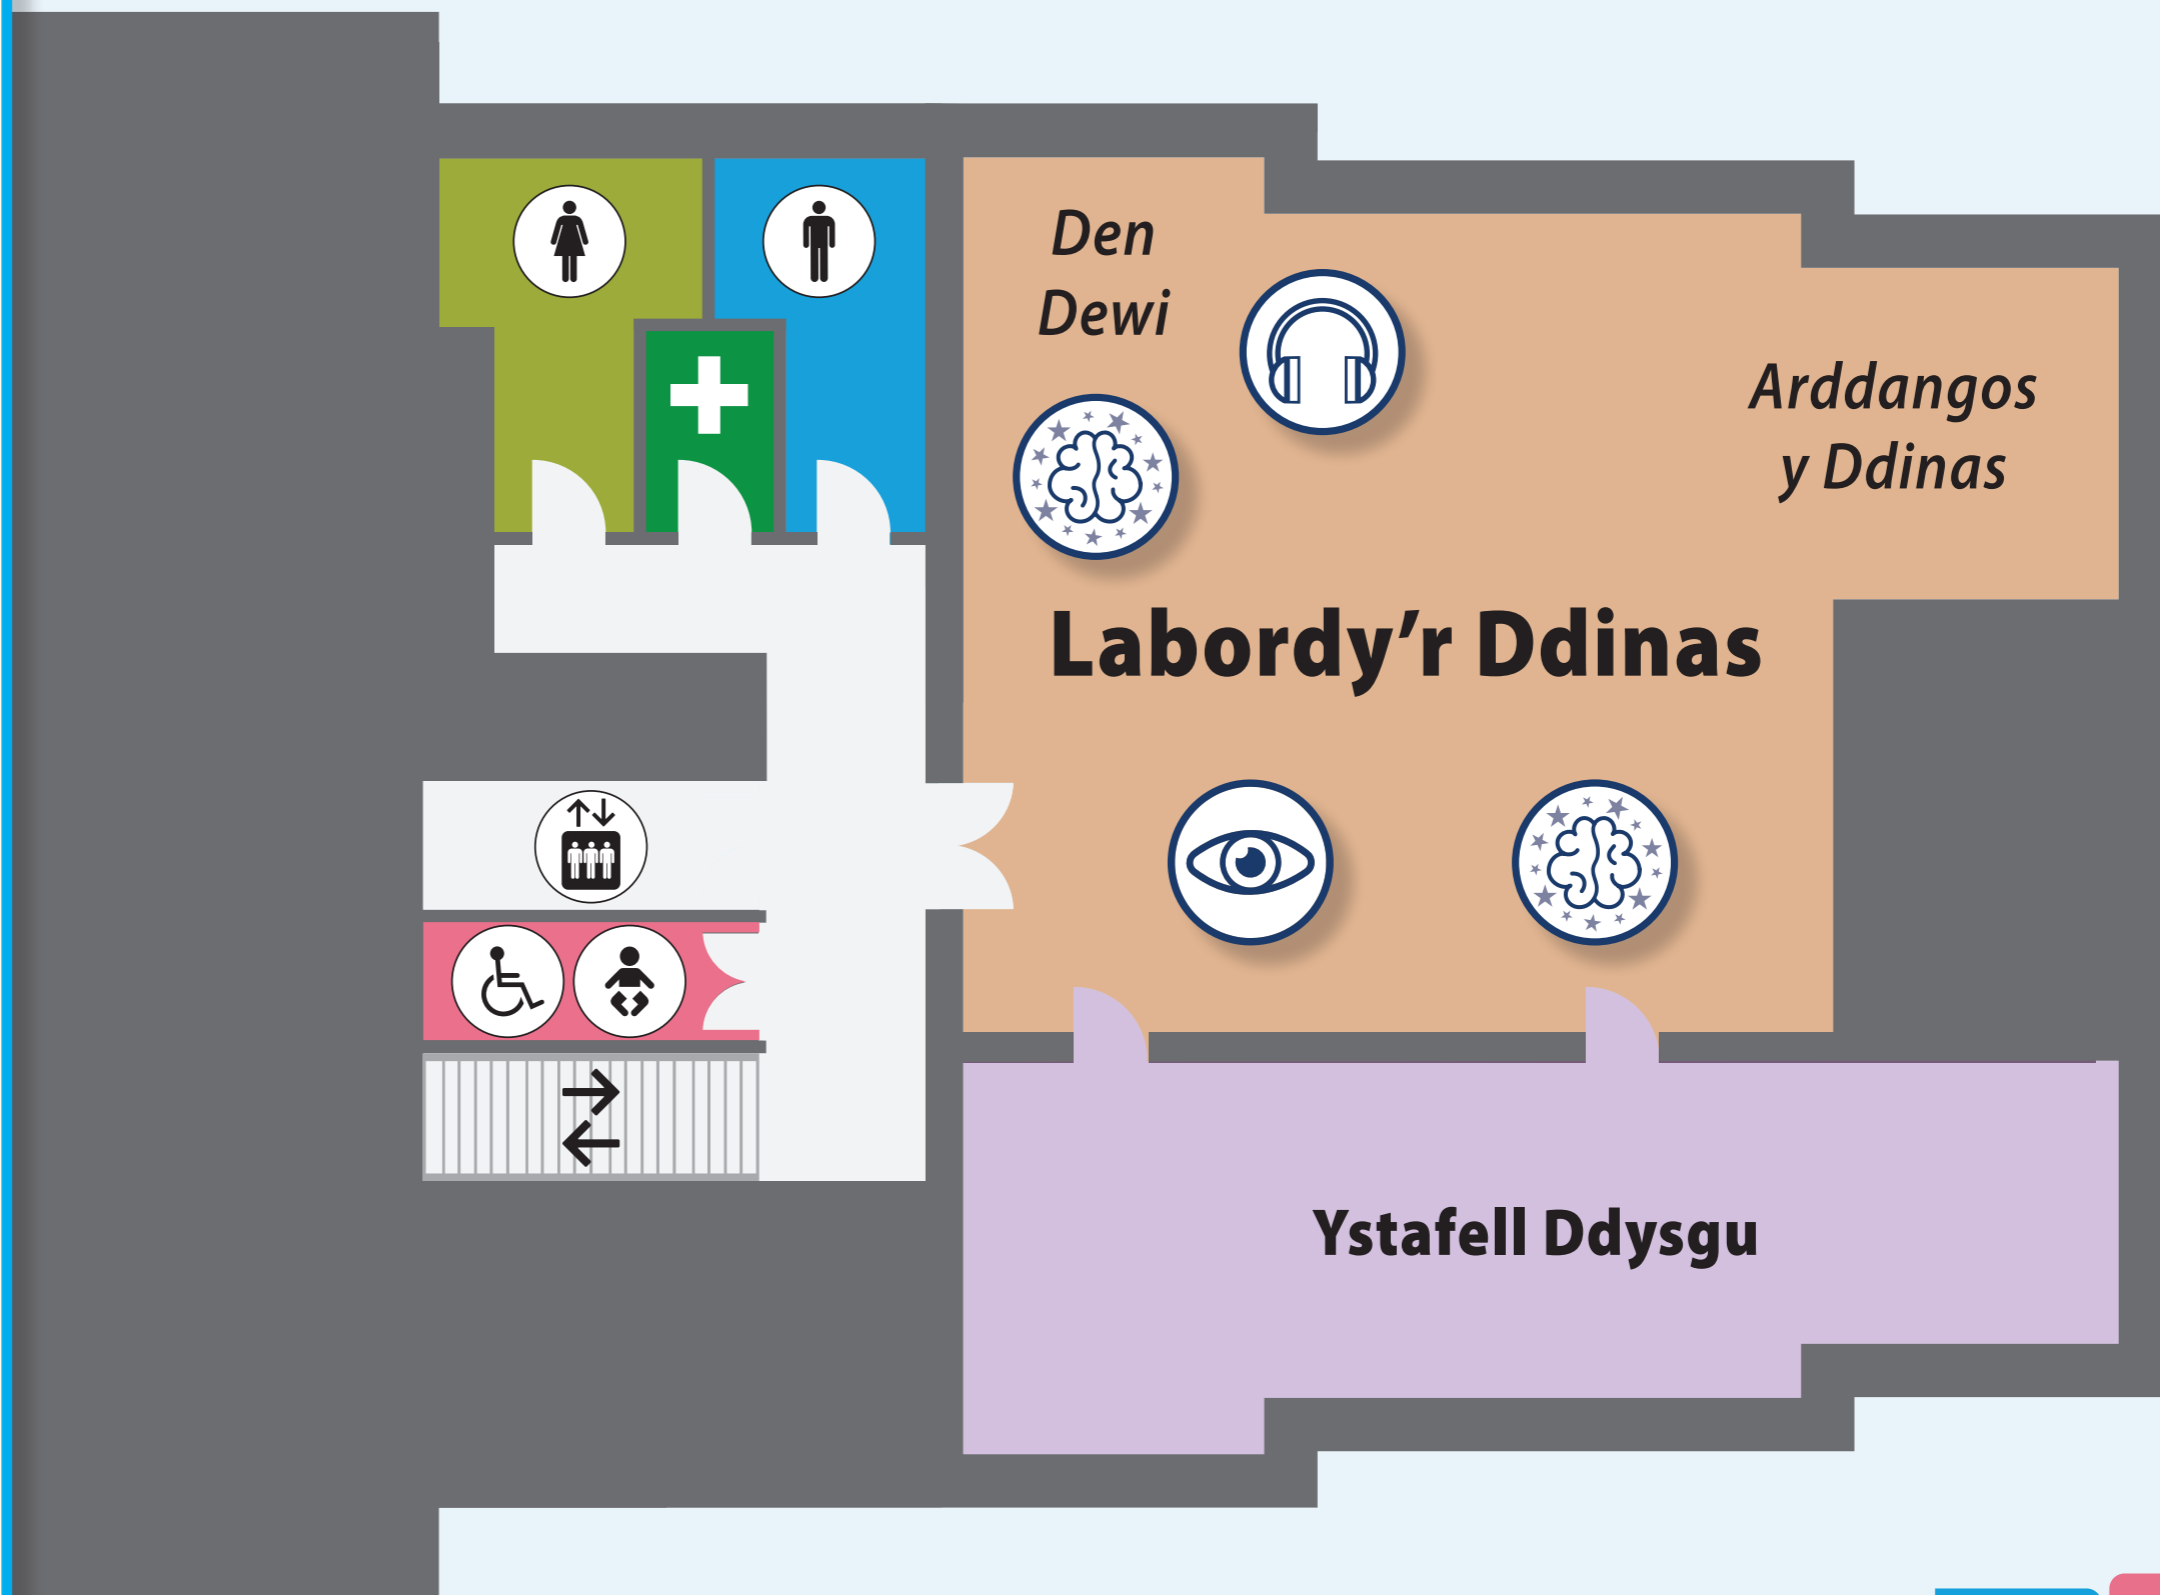 Den
Dewi
Arddangos
y Ddinas
Labordy’r Ddinas
Ystafell Ddysgu